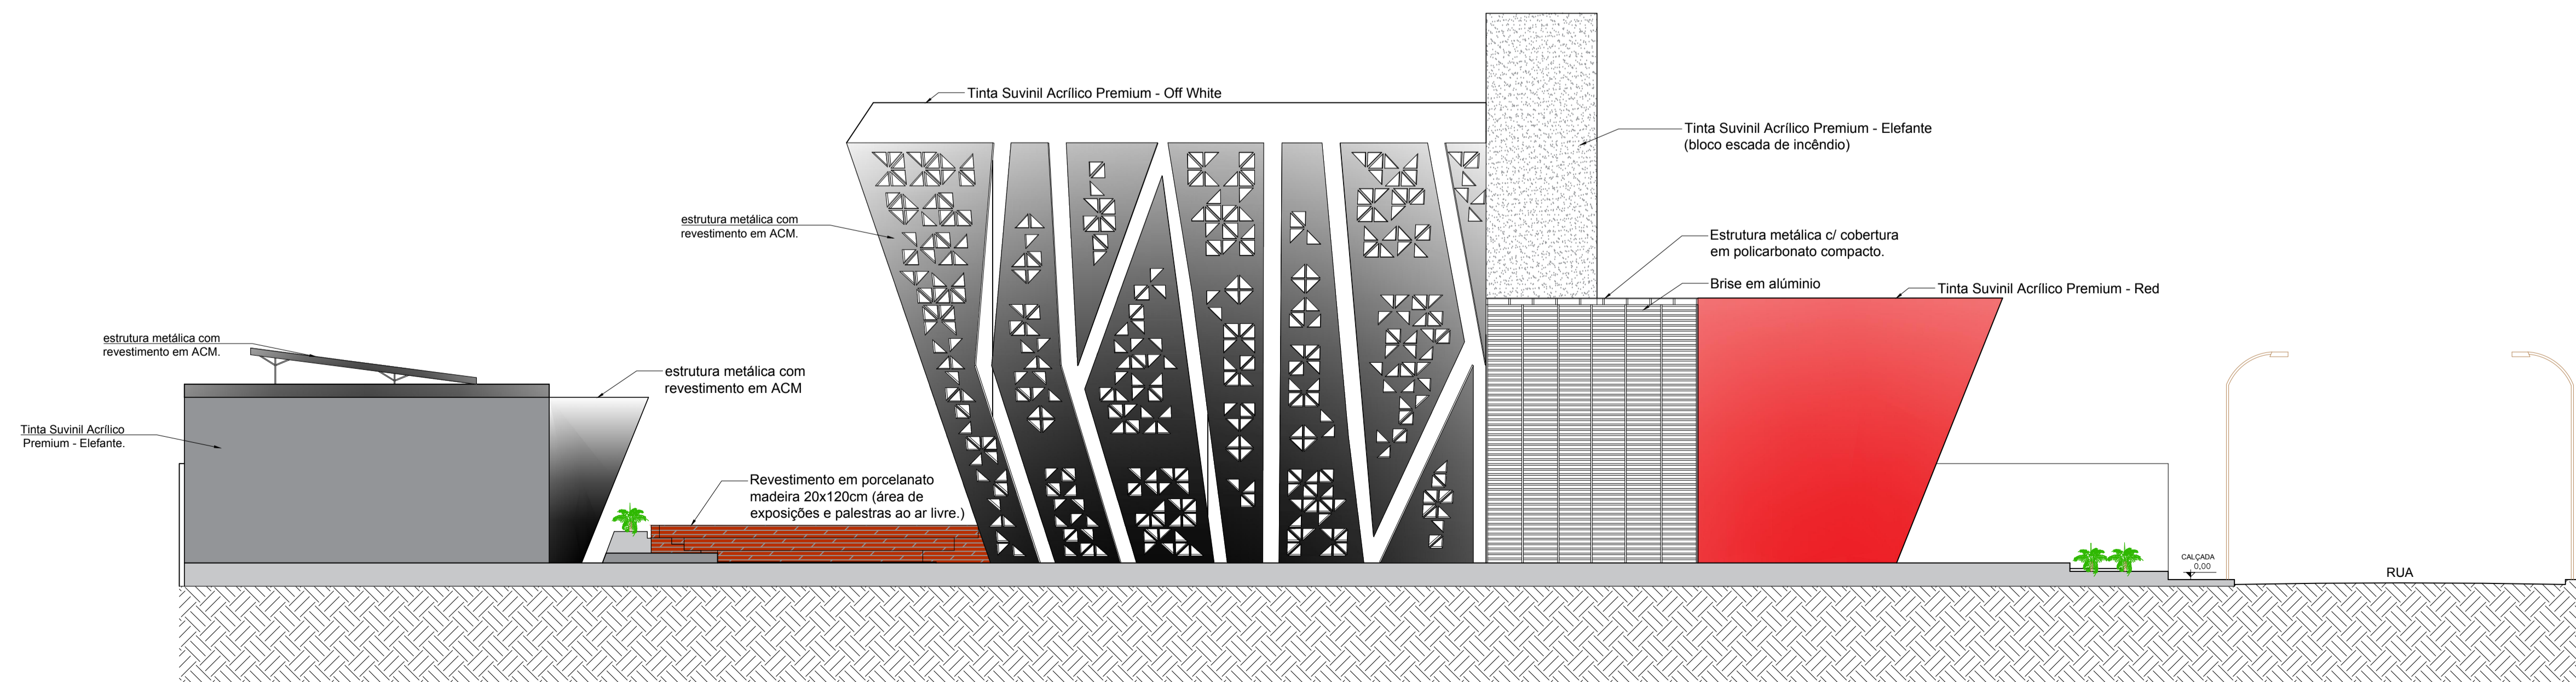 Tinta Suvinil Acrílico Premium - Off White
Tinta Suvinil Acrílico Premium - Elefante
(bloco escada de incêndio)
estrutura metálica com
revestimento em ACM.
Estrutura metálica c/ cobertura
em policarbonato compacto.
Brise em alúminio
Tinta Suvinil Acrílico Premium - Red
estrutura metálica com
revestimento em ACM.
estrutura metálica com
revestimento em ACM
Tinta Suvinil Acrílico
Premium - Elefante.
Revestimento em porcelanato
madeira 20x120cm (área de
exposições e palestras ao ar livre.)
CALÇADA
0,00
RUA